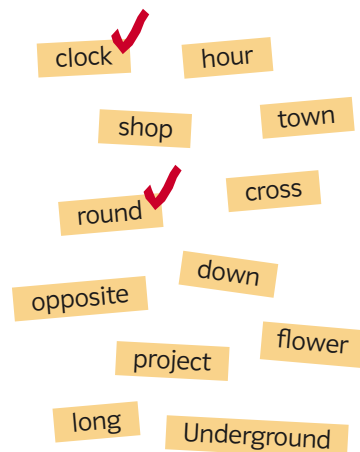 clock
hour
shop
town
round
cross
down
opposite
flower
project
long
Underground